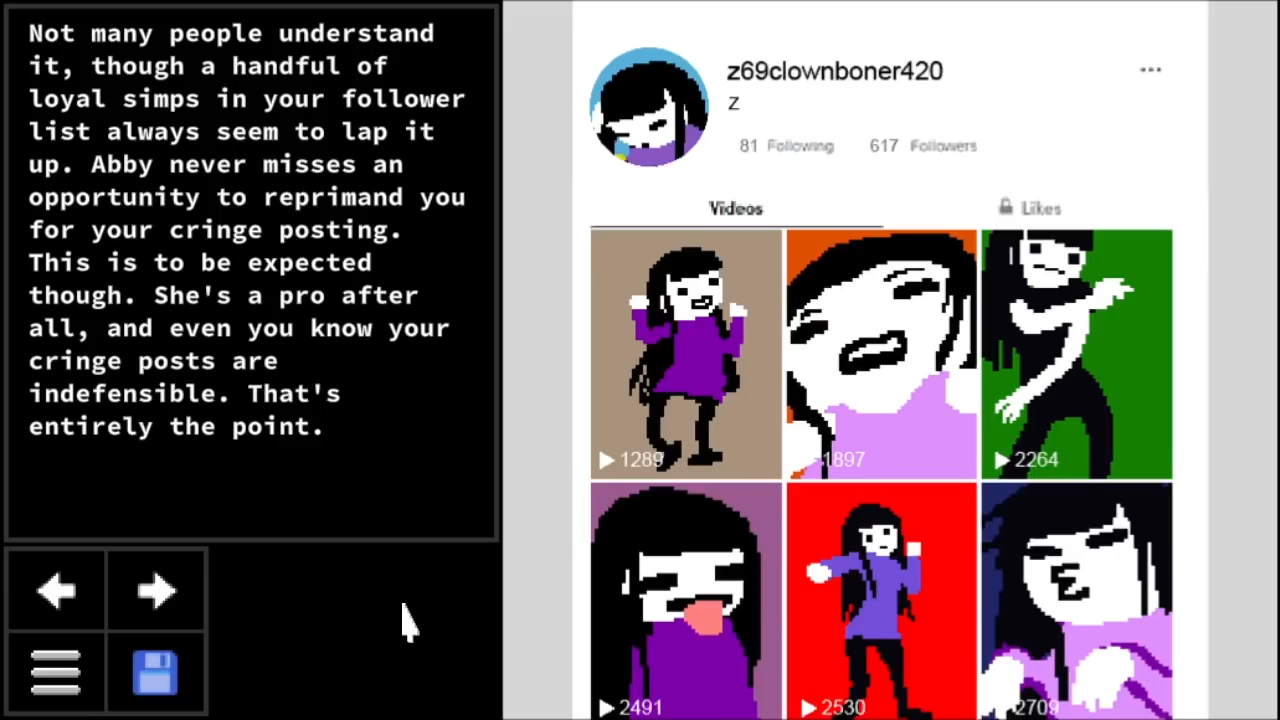 Not many people understand
it, though a handful of
loyal simps in your follower
list always seem to lap it
up. Abby never misses an
opportunity to reprimand you
for your cringe posting.
This is to be expected
though. She's a pro after
all, and even you know your
cringe posts are
indefensible. That's
entirely the point.
z69clownboner420
z
81 Following 617 Followers
Videos Likes
1289 1897 2264
2491 2530 2709